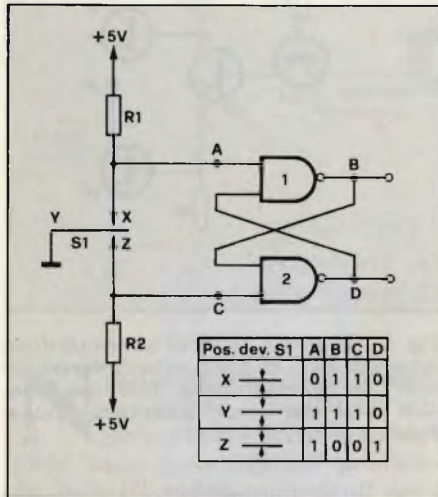 +5V
R1
A
1
B
Y
X
S1
Z
2
D
C
R2
+5V
Pos. dev. S1 A B C D
X 0 1 1 0
Y 1 1 1 0
Z 1 0 0 1